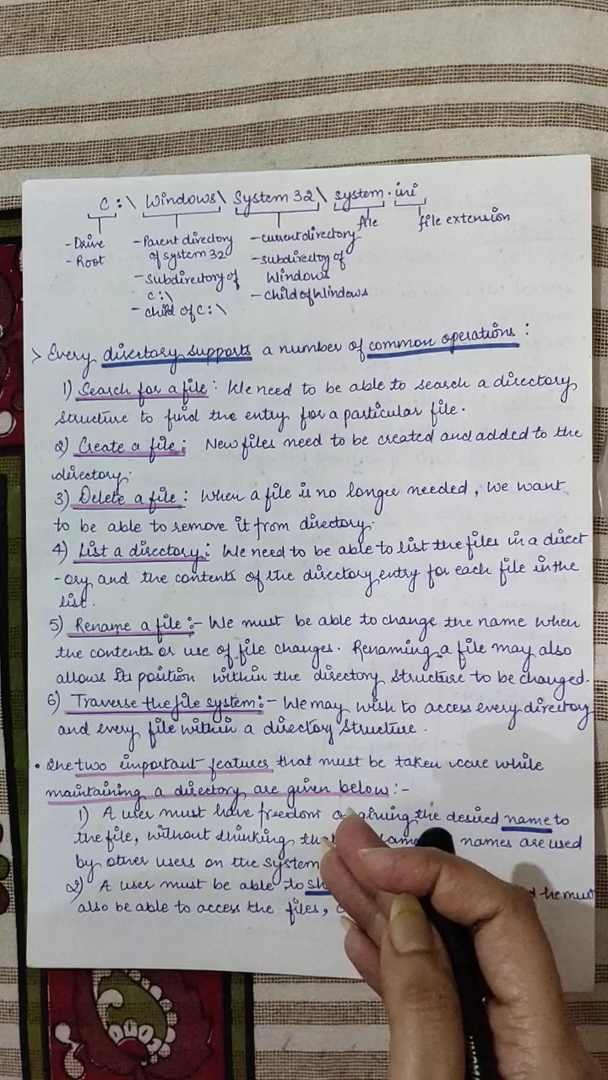 C:\ Windows\ System 32\ system.ini
- Drive
- Root
- Parent directory
of system 32
- Subdirectory of
C:\
- child of C:\
- current directory
- subdirectory of
Windows
- child of Windows
file
file extension
> Every directory supports a number of common operations :
1) Search for a file : We need to be able to search a directory
structure to find the entry for a particular file.
2) Create a file : New files need to be created and added to the
directory.
3) Delete a file : When a file is no longer needed, we want
to be able to remove it from directory.
4) List a directory : We need to be able to list the files in a direct
-ory and the contents of the directory entry for each file in the
list.
5) Rename a file :- We must be able to change the name when
the contents or use of file changes. Renaming a file may also
allows its position within the directory structure to be changed.
6) Traverse the file system :- We may wish to access every directory
and every file within a directory structure.
• The two important features that must be taken care while
maintaining a directory are given below :-
1) A user must have freedom giving the desired name to
the file, without thinking names are used
by other users on the system
2) A user must be able to he must
also be able to access the files,